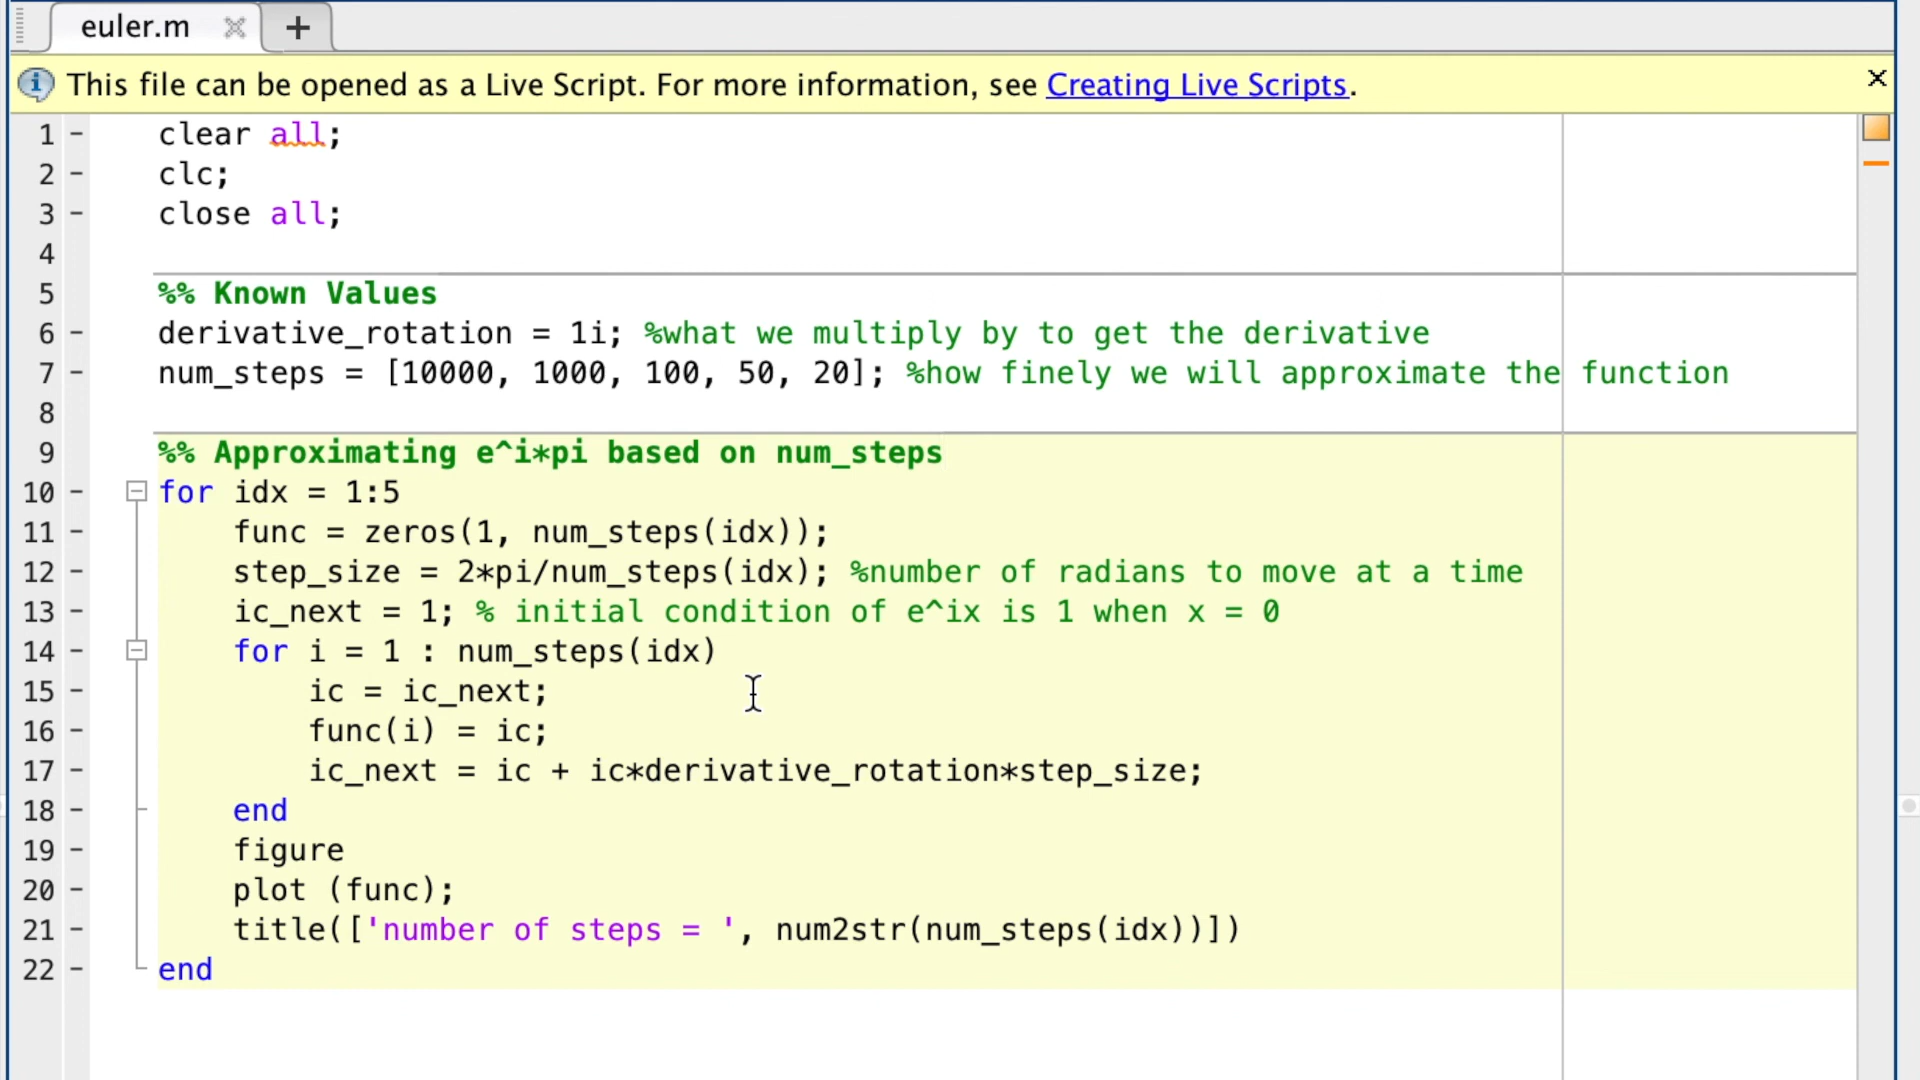 euler.m
This file can be opened as a Live Script. For more information, see Creating Live Scripts.
1 clear all;
2 clc;
3 close all;
4
5 %% Known Values
6 derivative_rotation = 1i; %what we multiply by to get the derivative
7 num_steps = [10000, 1000, 100, 50, 20]; %how finely we will approximate the function
8
9 %% Approximating e^i*pi based on num_steps
10 for idx = 1:5
11 func = zeros(1, num_steps(idx));
12 step_size = 2*pi/num_steps(idx); %number of radians to move at a time
13 ic_next = 1; % initial condition of e^ix is 1 when x = 0
14 for i = 1 : num_steps(idx)
15 ic = ic_next;
16 func(i) = ic;
17 ic_next = ic + ic*derivative_rotation*step_size;
18 end
19 figure
20 plot (func);
21 title(['number of steps = ', num2str(num_steps(idx))])
22 end